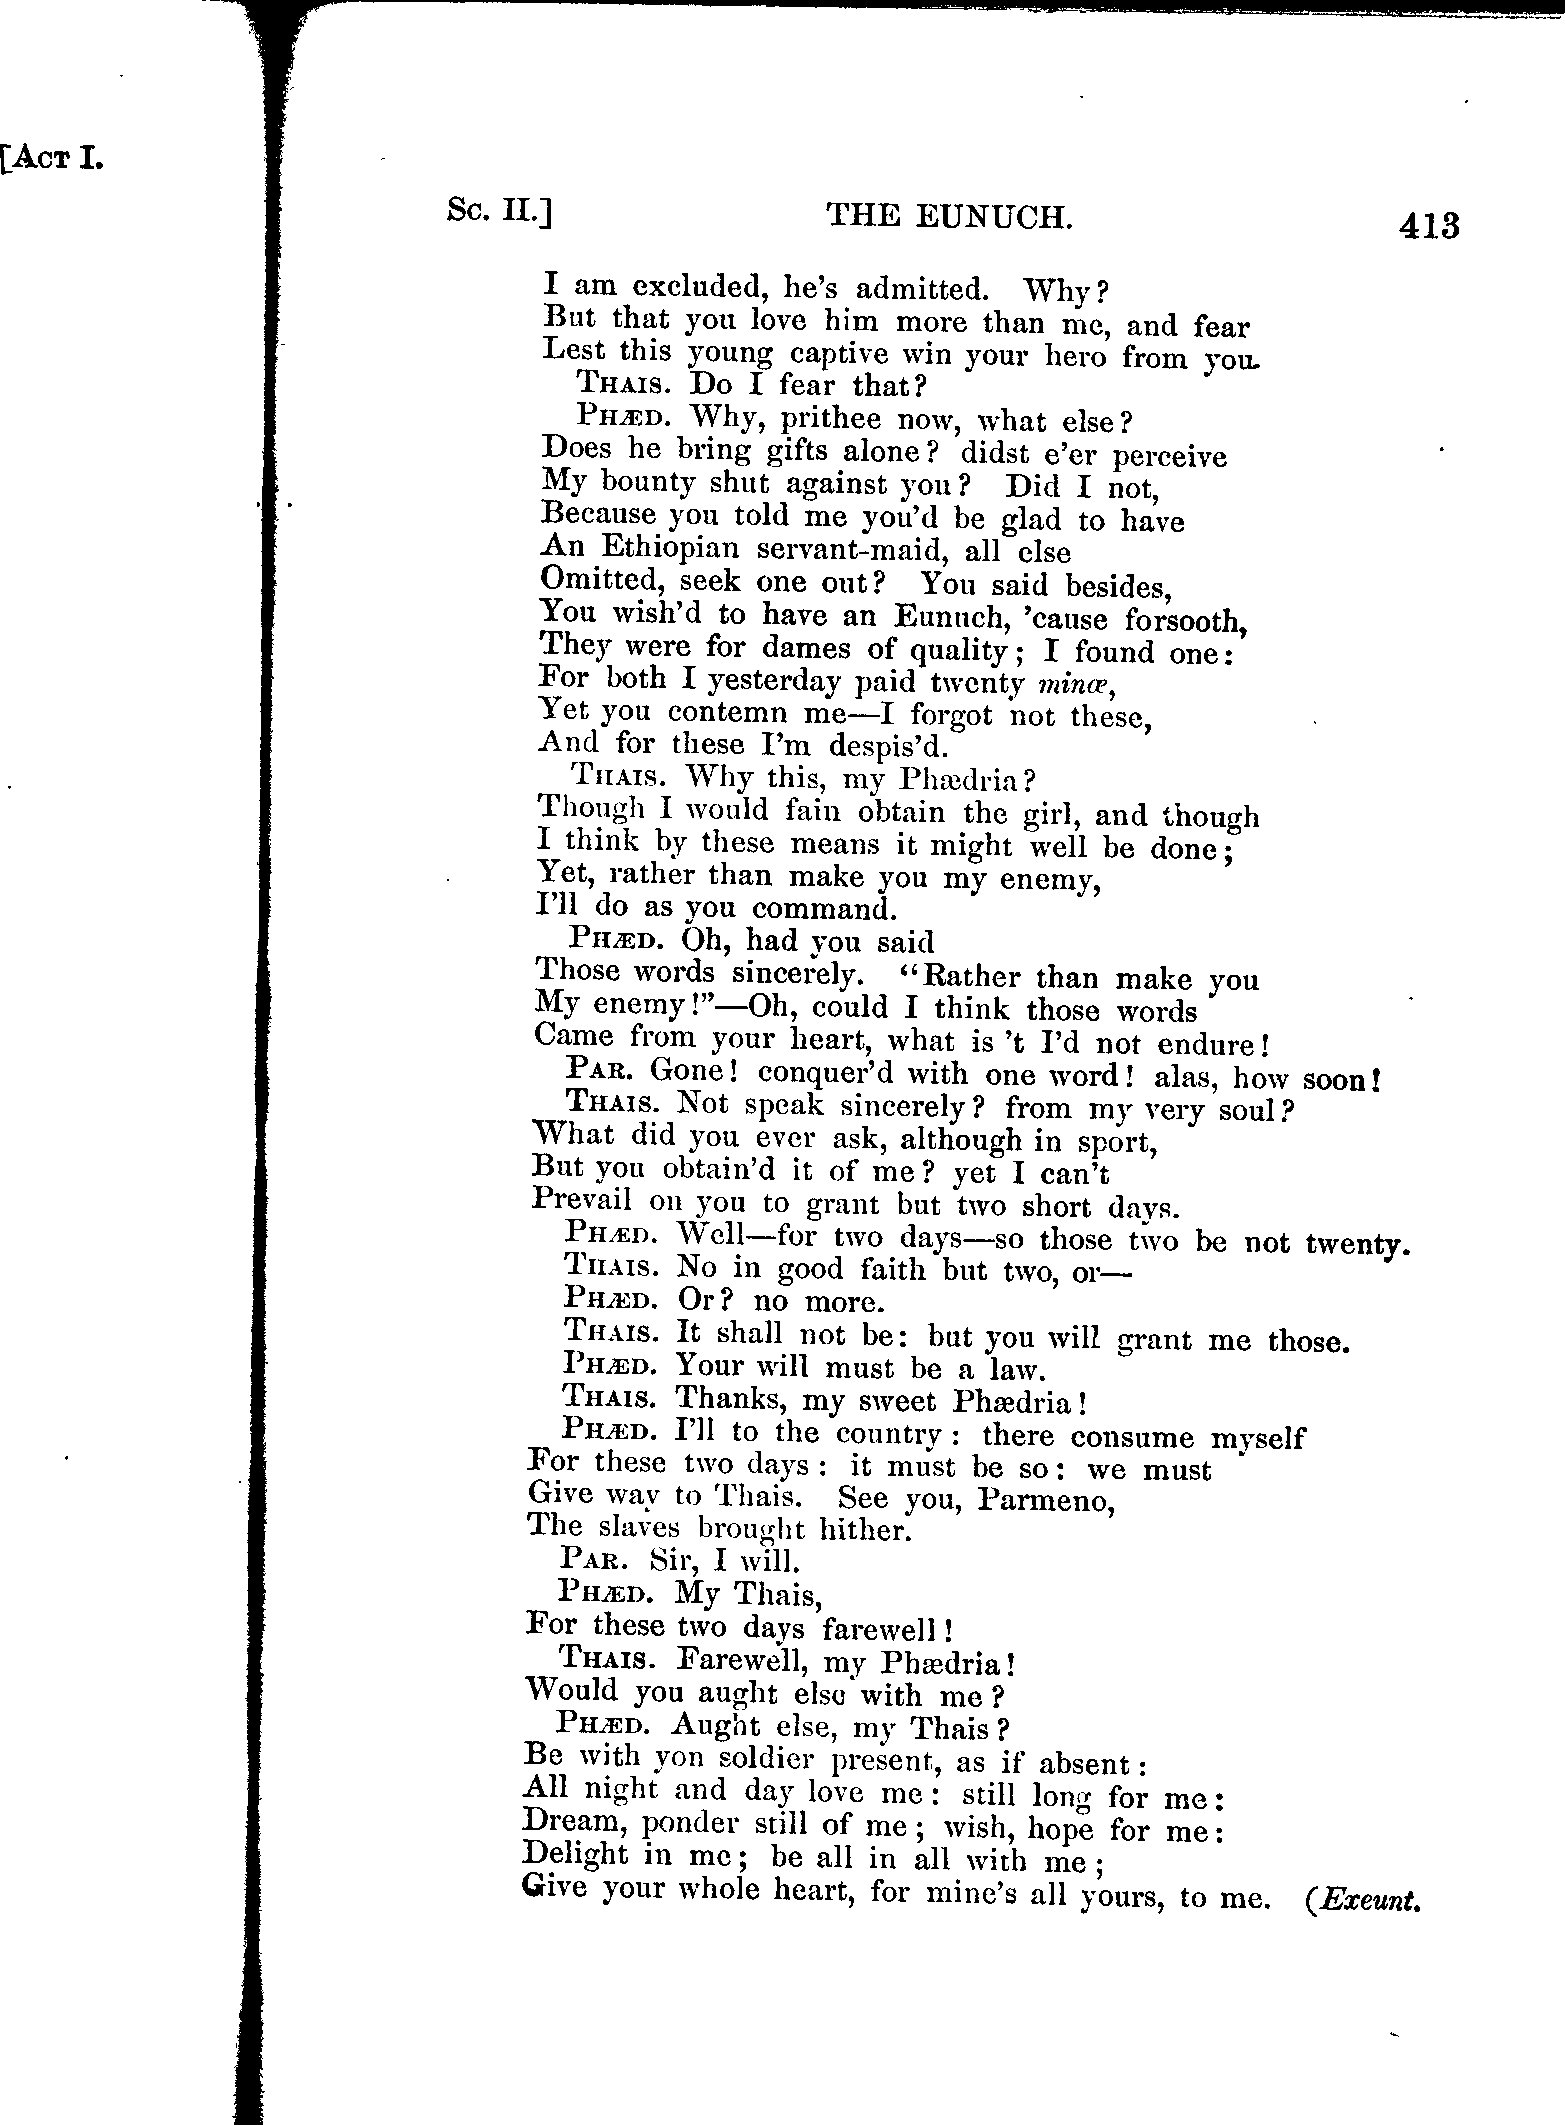 [ACT I.
Sc. II.] THE EUNUCH. 413
I am excluded, he's admitted. Why?
But that you love him more than me, and fear
Lest this young captive win your hero from you.
THAIS. Do I fear that?
PHÆD. Why, prithee now, what else?
Does he bring gifts alone? didst e'er perceive
My bounty shut against you? Did I not,
Because you told me you'd be glad to have
An Ethiopian servant-maid, all else
Omitted, seek one out? You said besides,
You wish'd to have an Eunuch, 'cause forsooth,
They were for dames of quality; I found one:
For both I yesterday paid twenty minæ,
Yet you contemn me—I forgot not these,
And for these I'm despis'd.
THAIS. Why this, my Phædria?
Though I would fain obtain the girl, and though
I think by these means it might well be done;
Yet, rather than make you my enemy,
I'll do as you command.
PHÆD. Oh, had you said
Those words sincerely. "Rather than make you
My enemy!"—Oh, could I think those words
Came from your heart, what is 't I'd not endure!
PAR. Gone! conquer'd with one word! alas, how soon!
THAIS. Not speak sincerely? from my very soul?
What did you ever ask, although in sport,
But you obtain'd it of me? yet I can't
Prevail on you to grant but two short days.
PHÆD. Well—for two days—so those two be not twenty.
THAIS. No in good faith but two, or—
PHÆD. Or? no more.
THAIS. It shall not be: but you will grant me those.
PHÆD. Your will must be a law.
THAIS. Thanks, my sweet Phædria!
PHÆD. I'll to the country: there consume myself
For these two days: it must be so: we must
Give way to Thais. See you, Parmeno,
The slaves brought hither.
PAR. Sir, I will.
PHÆD. My Thais,
For these two days farewell!
THAIS. Farewell, my Phædria!
Would you aught else with me?
PHÆD. Aught else, my Thais?
Be with yon soldier present, as if absent:
All night and day love me: still long for me:
Dream, ponder still of me; wish, hope for me:
Delight in me; be all in all with me;
Give your whole heart, for mine's all yours, to me. (Exeunt.